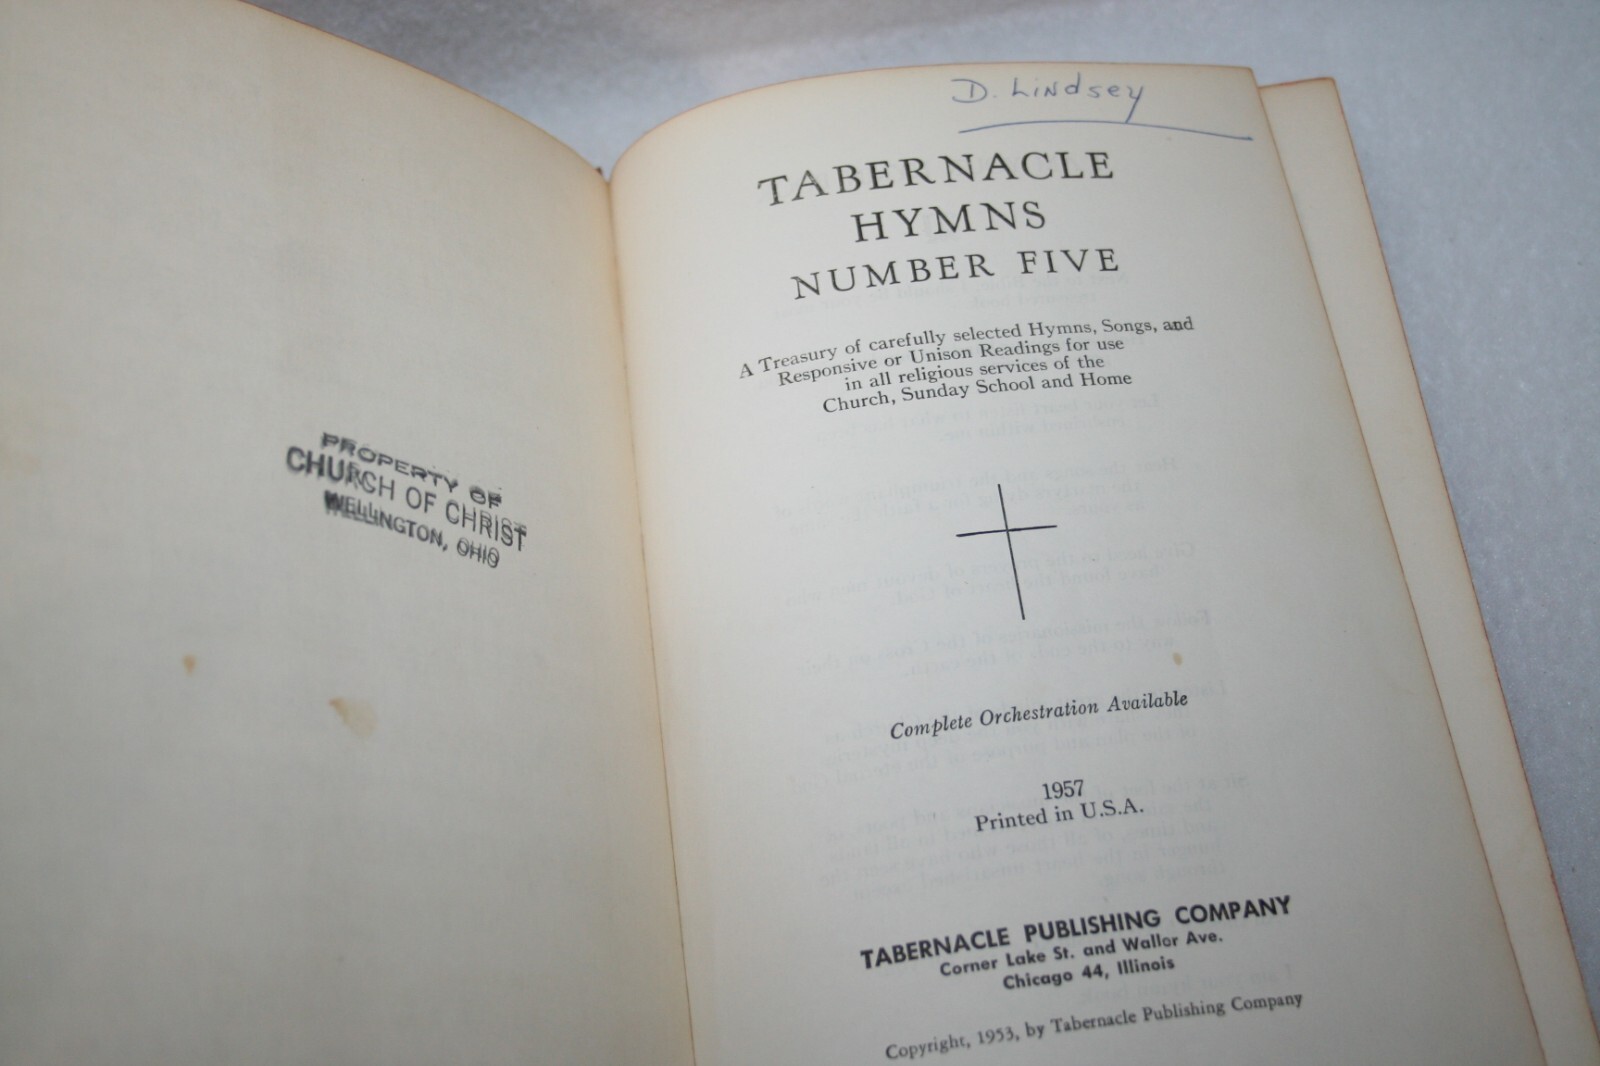 PROPERTY OF
CHURCH OF CHRIST
WELLINGTON, OHIO
D. Lindsey
TABERNACLE
HYMNS
NUMBER FIVE
A Treasury of carefully selected Hymns, Songs, and
Responsive or Unison Readings for use
in all religious services of the
Church, Sunday School and Home
Complete Orchestration Available
1957
Printed in U.S.A.
TABERNACLE PUBLISHING COMPANY
Corner Lake St. and Waller Ave.
Chicago 44, Illinois
Copyright, 1953, by Tabernacle Publishing Company